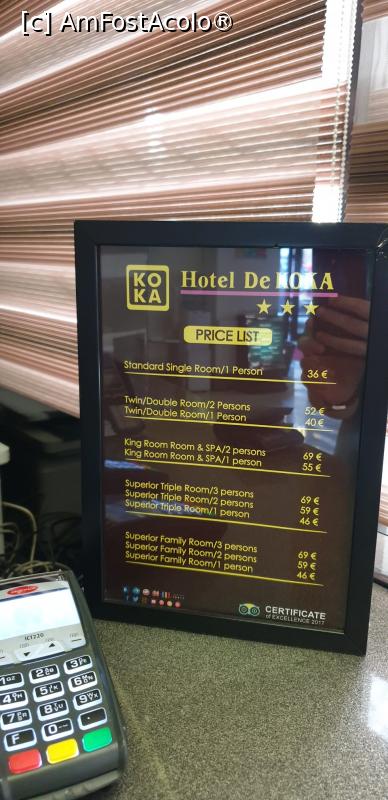 [c] AmFostAcolo®
KO
KA
Hotel De KOKA
PRICE LIST
Standard Single Room/1 Person 36 €
Twin/Double Room/2 Persons 52 €
Twin/Double Room/1 Person 40 €
King Room Room & SPA/2 persons 69 €
King Room Room & SPA/1 person 55 €
Superior Triple Room/3 persons 69 €
Superior Triple Room/2 persons 59 €
Superior Triple Room/1 person 46 €
Superior Family Room/3 persons 69 €
Superior Family Room/2 persons 59 €
Superior Family Room/1 person 46 €
CERTIFICATE
of EXCELLENCE 2017
ICT220